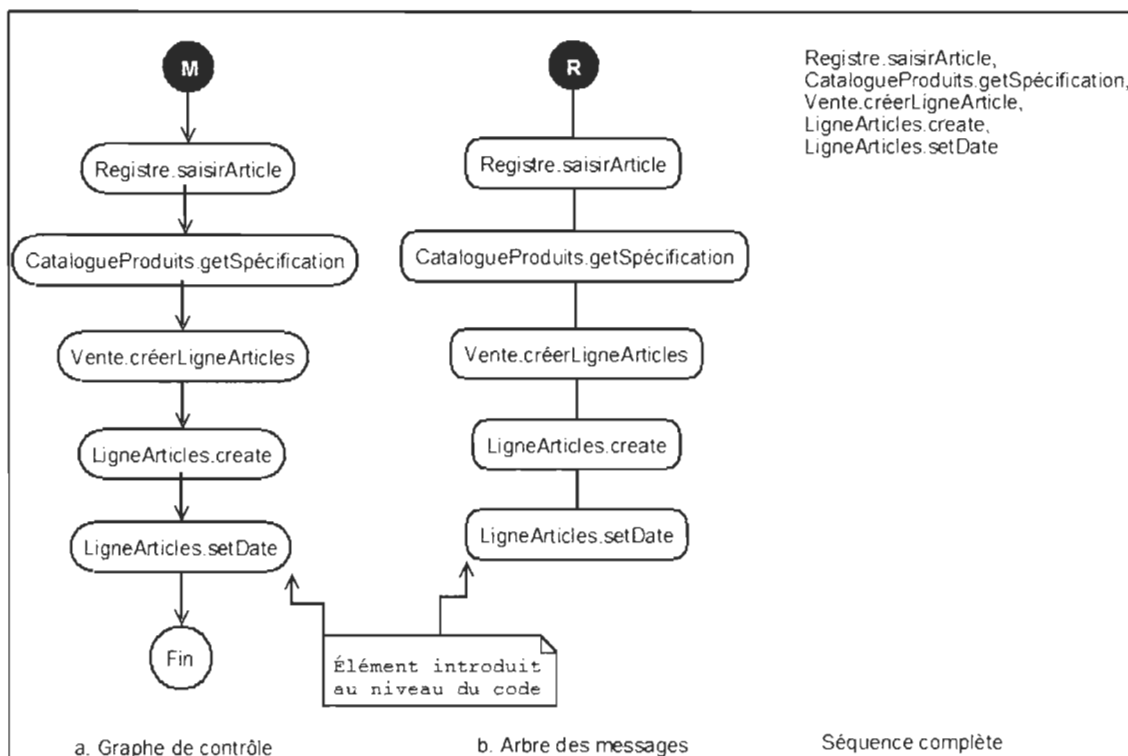 M
Registre.saisirArticle
CatalogueProduits.getSpécification
Vente.créerLigneArticles
LigneArticles.create
LigneArticles.setDate
Fin
a. Graphe de contrôle
R
Registre.saisirArticle
CatalogueProduits.getSpécification
Vente.créerLigneArticles
LigneArticles.create
LigneArticles.setDate
Élément introduit
au niveau du code
b. Arbre des messages
Registre.saisirArticle,
CatalogueProduits.getSpécification,
Vente.créerLigneArticle,
LigneArticles.create,
LigneArticles.setDate
Séquence complète